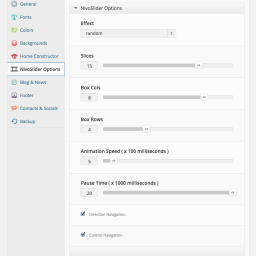 General
NivoSlider Options
Fonts
Effect
Colors
random
Backgrounds
Home Constructor
Slices
NivoSlider Options
15
Blog & News
Box Cols
Footer
8
Contacts & Socials
Backup
Box Rows
4
Animation Speed ( x 100 milliseconds )
5
Pause Time ( x 1000 milliseconds )
20
Direction Navigation
Control Navigation